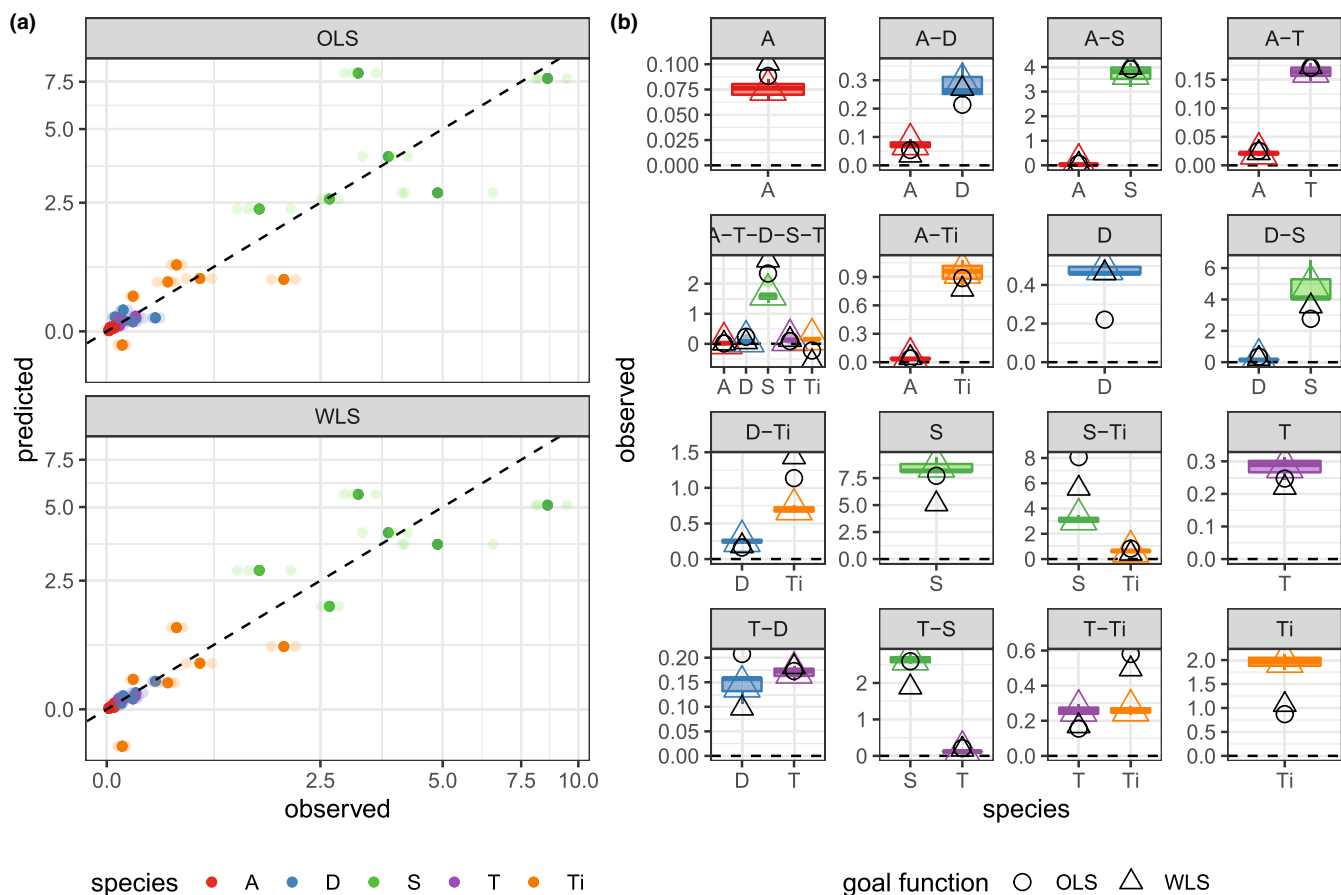 (a)
OLS
7.5
5.0
2.5
0.0
WLS
7.5
5.0
2.5
0.0
0.0 2.5 5.0 7.5 10.0
predicted
observed
species A D S T Ti
(b)
A A−D A−S A−T
0.100
0.075
0.050
0.025
0.000
A
0.3
0.2
0.1
0.0
A D
4
3
2
1
0
A S
0.15
0.10
0.05
0.00
A T
A−T−D−S−T A−Ti D D−S
2
1
0
A D S T Ti
0.9
0.6
0.3
0.0
A Ti
0.4
0.2
0.0
D
6
4
2
0
D S
D−Ti S S−Ti T
1.5
1.0
0.5
0.0
D Ti
7.5
5.0
2.5
0.0
S
8
6
4
2
0
S Ti
0.3
0.2
0.1
0.0
T
T−D T−S T−Ti Ti
0.20
0.15
0.10
0.05
0.00
D T
2
1
0
S T
0.6
0.4
0.2
0.0
T Ti
2.0
1.5
1.0
0.5
0.0
Ti
observed
species
goal function OLS WLS